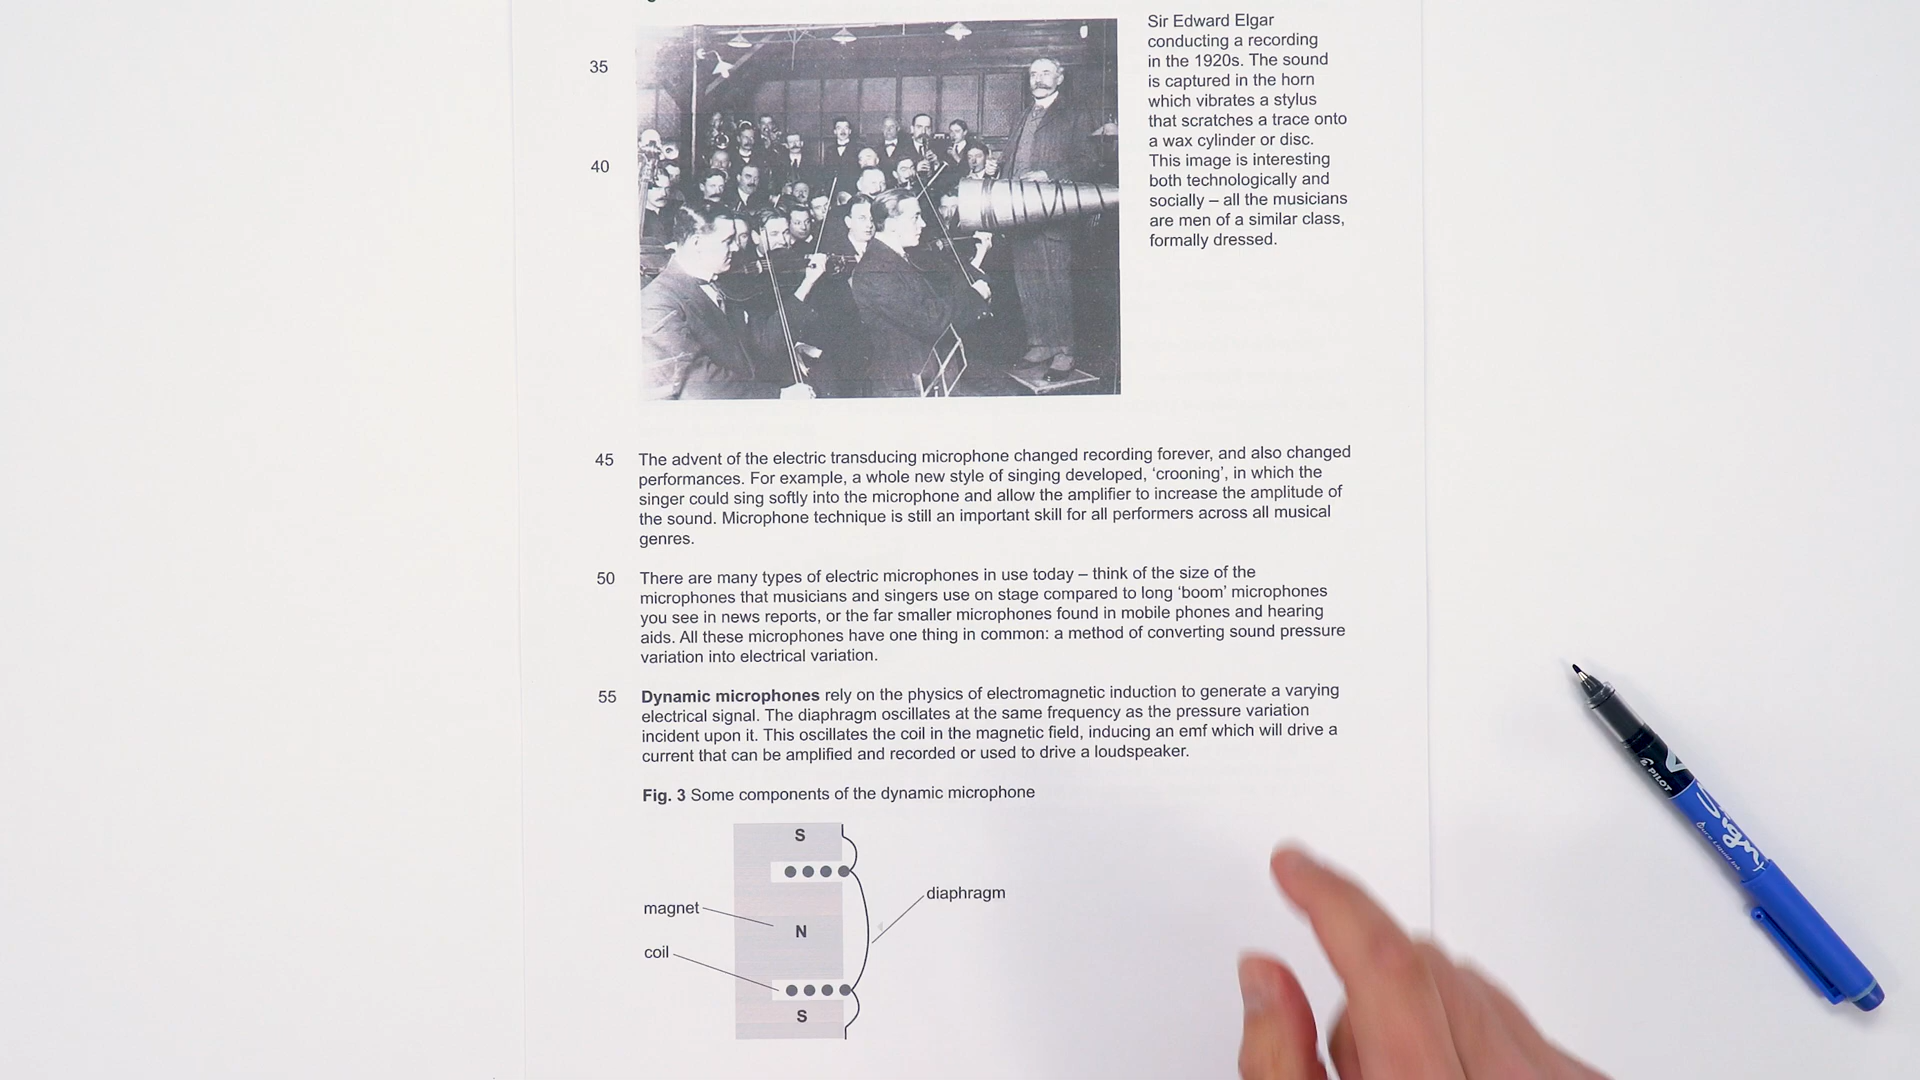 Sir Edward Elgar
conducting a recording
in the 1920s. The sound
is captured in the horn
which vibrates a stylus
that scratches a trace onto
a wax cylinder or disc.
This image is interesting
both technologically and
socially – all the musicians
are men of a similar class,
formally dressed.
35
40
45 The advent of the electric transducing microphone changed recording forever, and also changed
performances. For example, a whole new style of singing developed, ‘crooning’, in which the
singer could sing softly into the microphone and allow the amplifier to increase the amplitude of
the sound. Microphone technique is still an important skill for all performers across all musical
genres.
50 There are many types of electric microphones in use today – think of the size of the
microphones that musicians and singers use on stage compared to long ‘boom’ microphones
you see in news reports, or the far smaller microphones found in mobile phones and hearing
aids. All these microphones have one thing in common: a method of converting sound pressure
variation into electrical variation.
55 Dynamic microphones rely on the physics of electromagnetic induction to generate a varying
electrical signal. The diaphragm oscillates at the same frequency as the pressure variation
incident upon it. This oscillates the coil in the magnetic field, inducing an emf which will drive a
current that can be amplified and recorded or used to drive a loudspeaker.
Fig. 3 Some components of the dynamic microphone
S
diaphragm
magnet
N
coil
S
PILOT